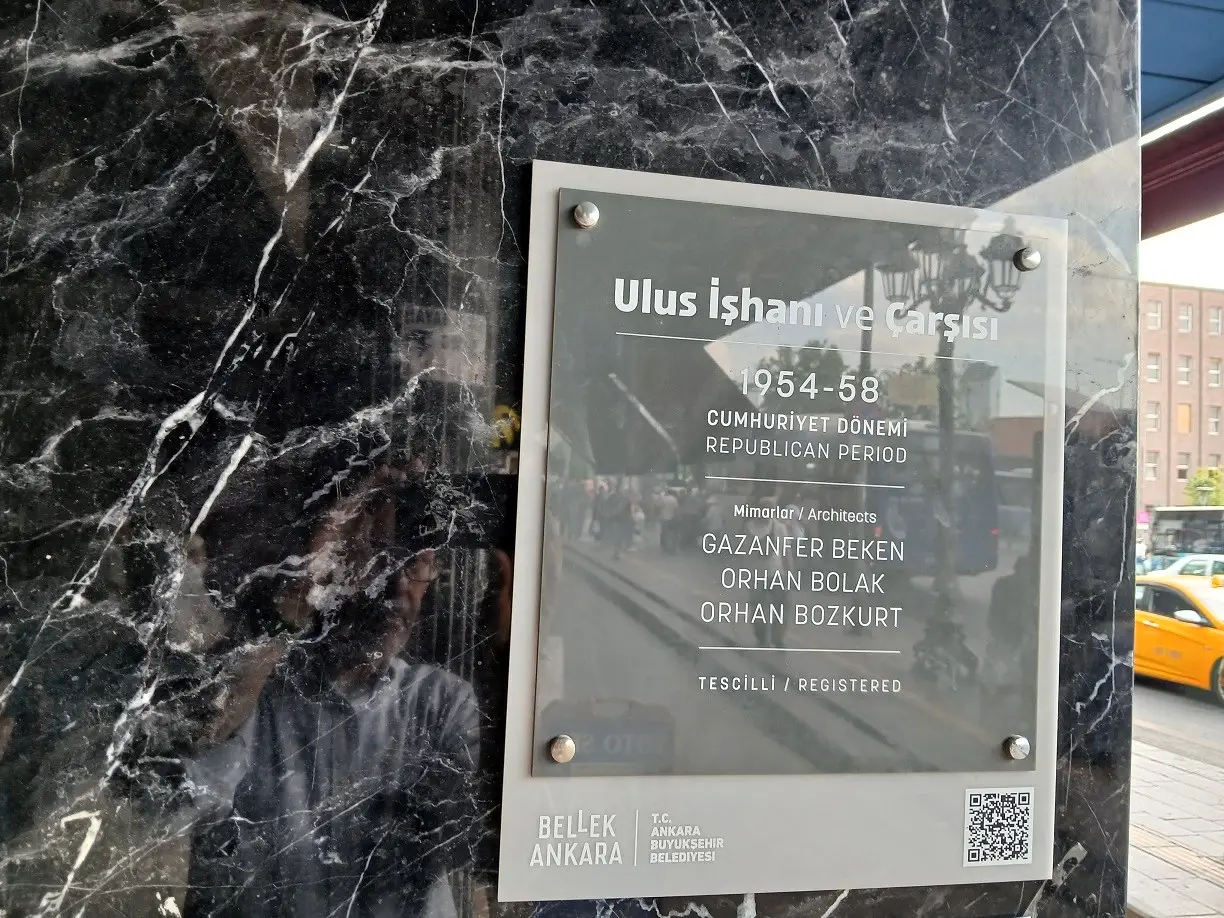 Ulus İşhanı ve Çarşısı
1954-58
CUMHURİYET DÖNEMİ
REPUBLICAN PERIOD
Mimarlar / Architects
GAZANFER BEKEN
ORHAN BOLAK
ORHAN BOZKURT
TESCİLLİ / REGISTERED
BELLEK
ANKARA
T.C.
ANKARA
BÜYÜKŞEHİR
BELEDİYESİ